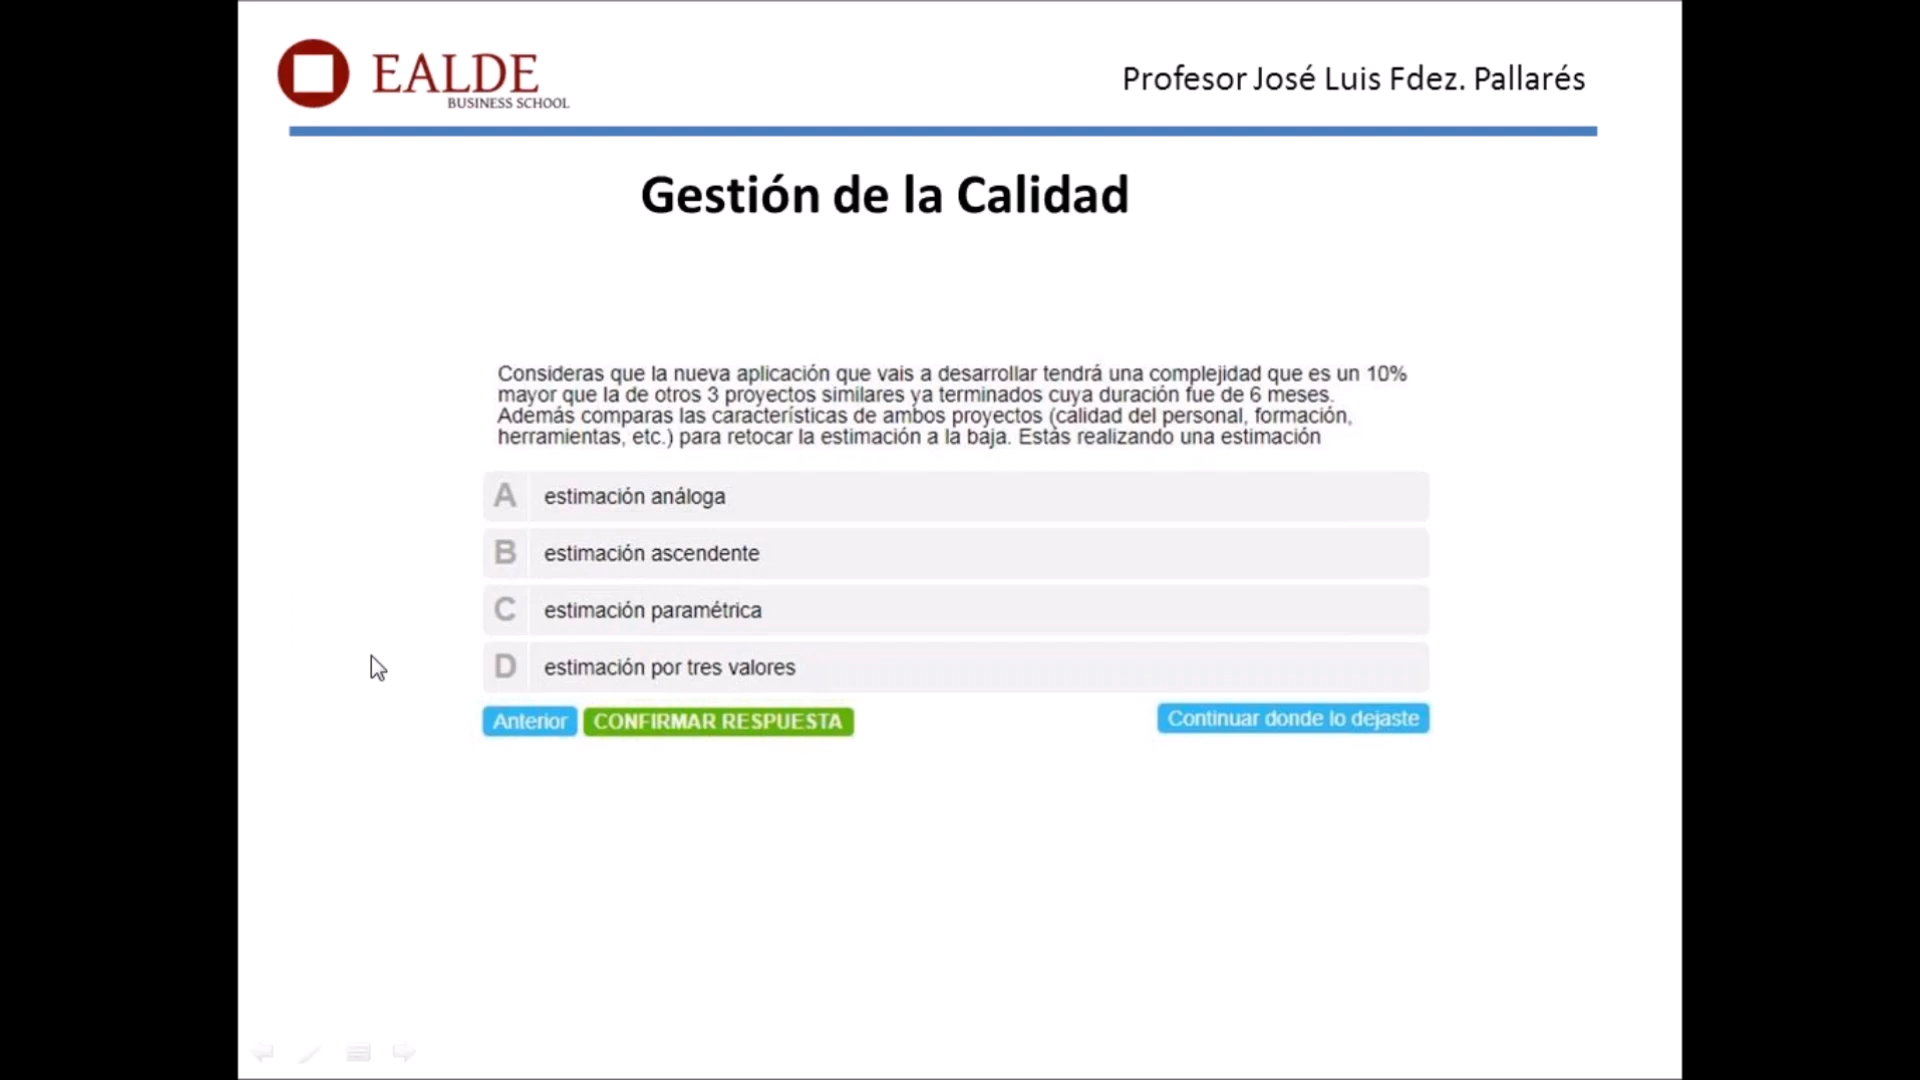 EALDE
BUSINESS SCHOOL
Profesor José Luis Fdez. Pallarés
Gestión de la Calidad
Consideras que la nueva aplicación que vais a desarrollar tendrá una complejidad que es un 10%
mayor que la de otros 3 proyectos similares ya terminados cuya duración fue de 6 meses.
Además comparas las características de ambos proyectos (calidad del personal, formación,
herramientas, etc.) para retocar la estimación a la baja. Estás realizando una estimación
A estimación análoga
B estimación ascendente
C estimación paramétrica
D estimación por tres valores
Anterior CONFIRMAR RESPUESTA Continuar donde lo dejaste